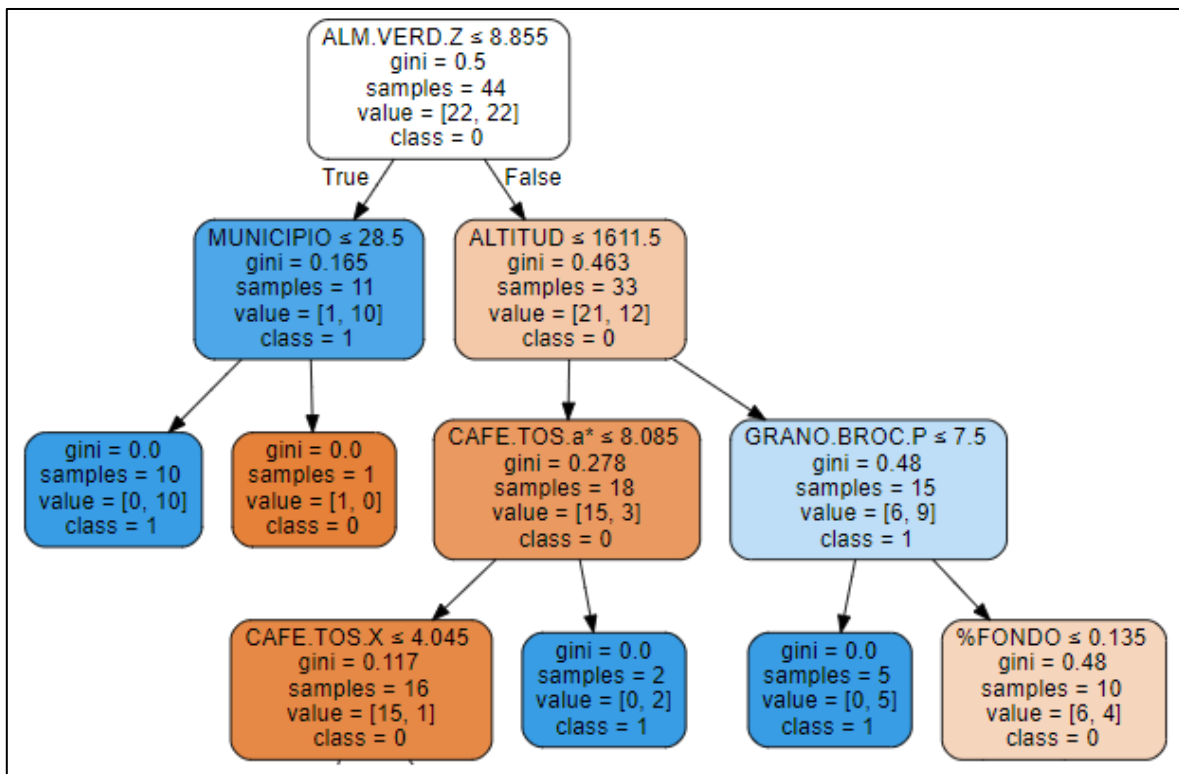 ALM.VERD.Z ≤ 8.855
gini = 0.5
samples = 44
value = [22, 22]
class = 0
True
False
MUNICIPIO ≤ 28.5
gini = 0.165
samples = 11
value = [1, 10]
class = 1
ALTITUD ≤ 1611.5
gini = 0.463
samples = 33
value = [21, 12]
class = 0
gini = 0.0
samples = 10
value = [0, 10]
class = 1
gini = 0.0
samples = 1
value = [1, 0]
class = 0
CAFE.TOS.a* ≤ 8.085
gini = 0.278
samples = 18
value = [15, 3]
class = 0
GRANO.BROC.P ≤ 7.5
gini = 0.48
samples = 15
value = [6, 9]
class = 1
CAFE.TOS.X ≤ 4.045
gini = 0.117
samples = 16
value = [15, 1]
class = 0
gini = 0.0
samples = 2
value = [0, 2]
class = 1
gini = 0.0
samples = 5
value = [0, 5]
class = 1
%FONDO ≤ 0.135
gini = 0.48
samples = 10
value = [6, 4]
class = 0